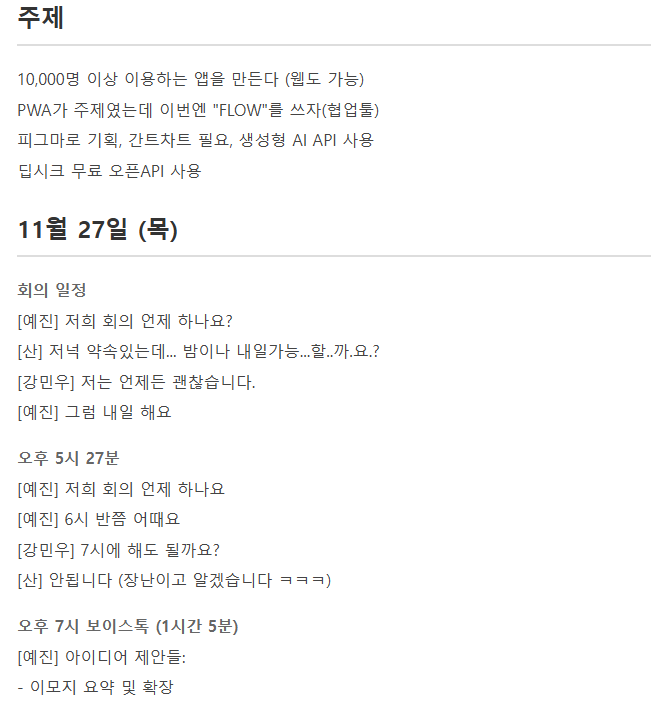 주제
10,000명 이상 이용하는 앱을 만든다 (웹도 가능)
PWA가 주제였는데 이번엔 "FLOW"를 쓰자(협업툴)
피그마로 기획, 간트차트 필요, 생성형 AI API 사용
딥시크 무료 오픈API 사용
11월 27일 (목)
회의 일정
[예진] 저희 회의 언제 하나요?
[산] 저녁 약속있는데... 밤이나 내일가능...할..까.요.?
[강민우] 저는 언제든 괜찮습니다.
[예진] 그럼 내일 해요
오후 5시 27분
[예진] 저희 회의 언제 하나요
[예진] 6시 반쯤 어때요
[강민우] 7시에 해도 될까요?
[산] 안됩니다 (장난이고 알겠습니다 ㅋㅋㅋ)
오후 7시 보이스톡 (1시간 5분)
[예진] 아이디어 제안들:
- 이모지 요약 및 확장